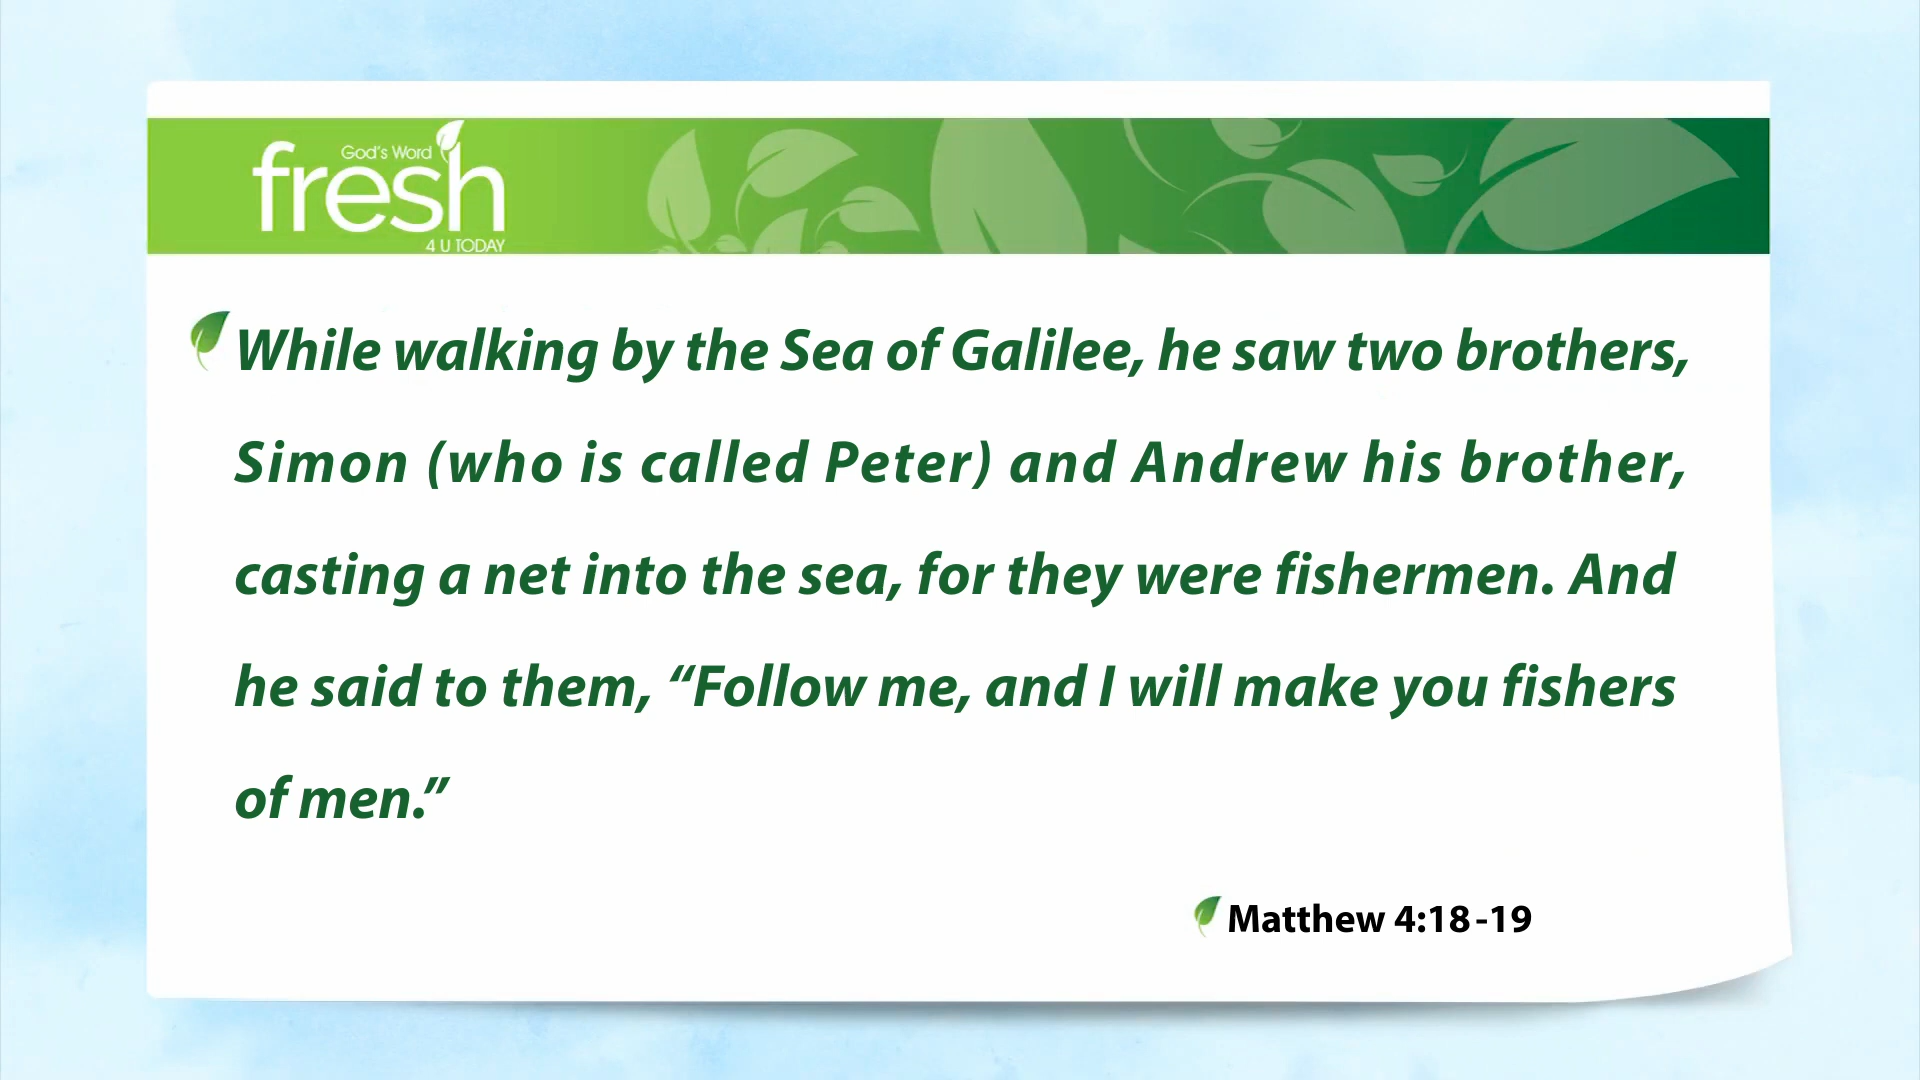 God's Word
fresh
4 U TODAY
While walking by the Sea of Galilee, he saw two brothers,
Simon (who is called Peter) and Andrew his brother,
casting a net into the sea, for they were fishermen. And
he said to them, “Follow me, and I will make you fishers
of men.”
Matthew 4:18-19